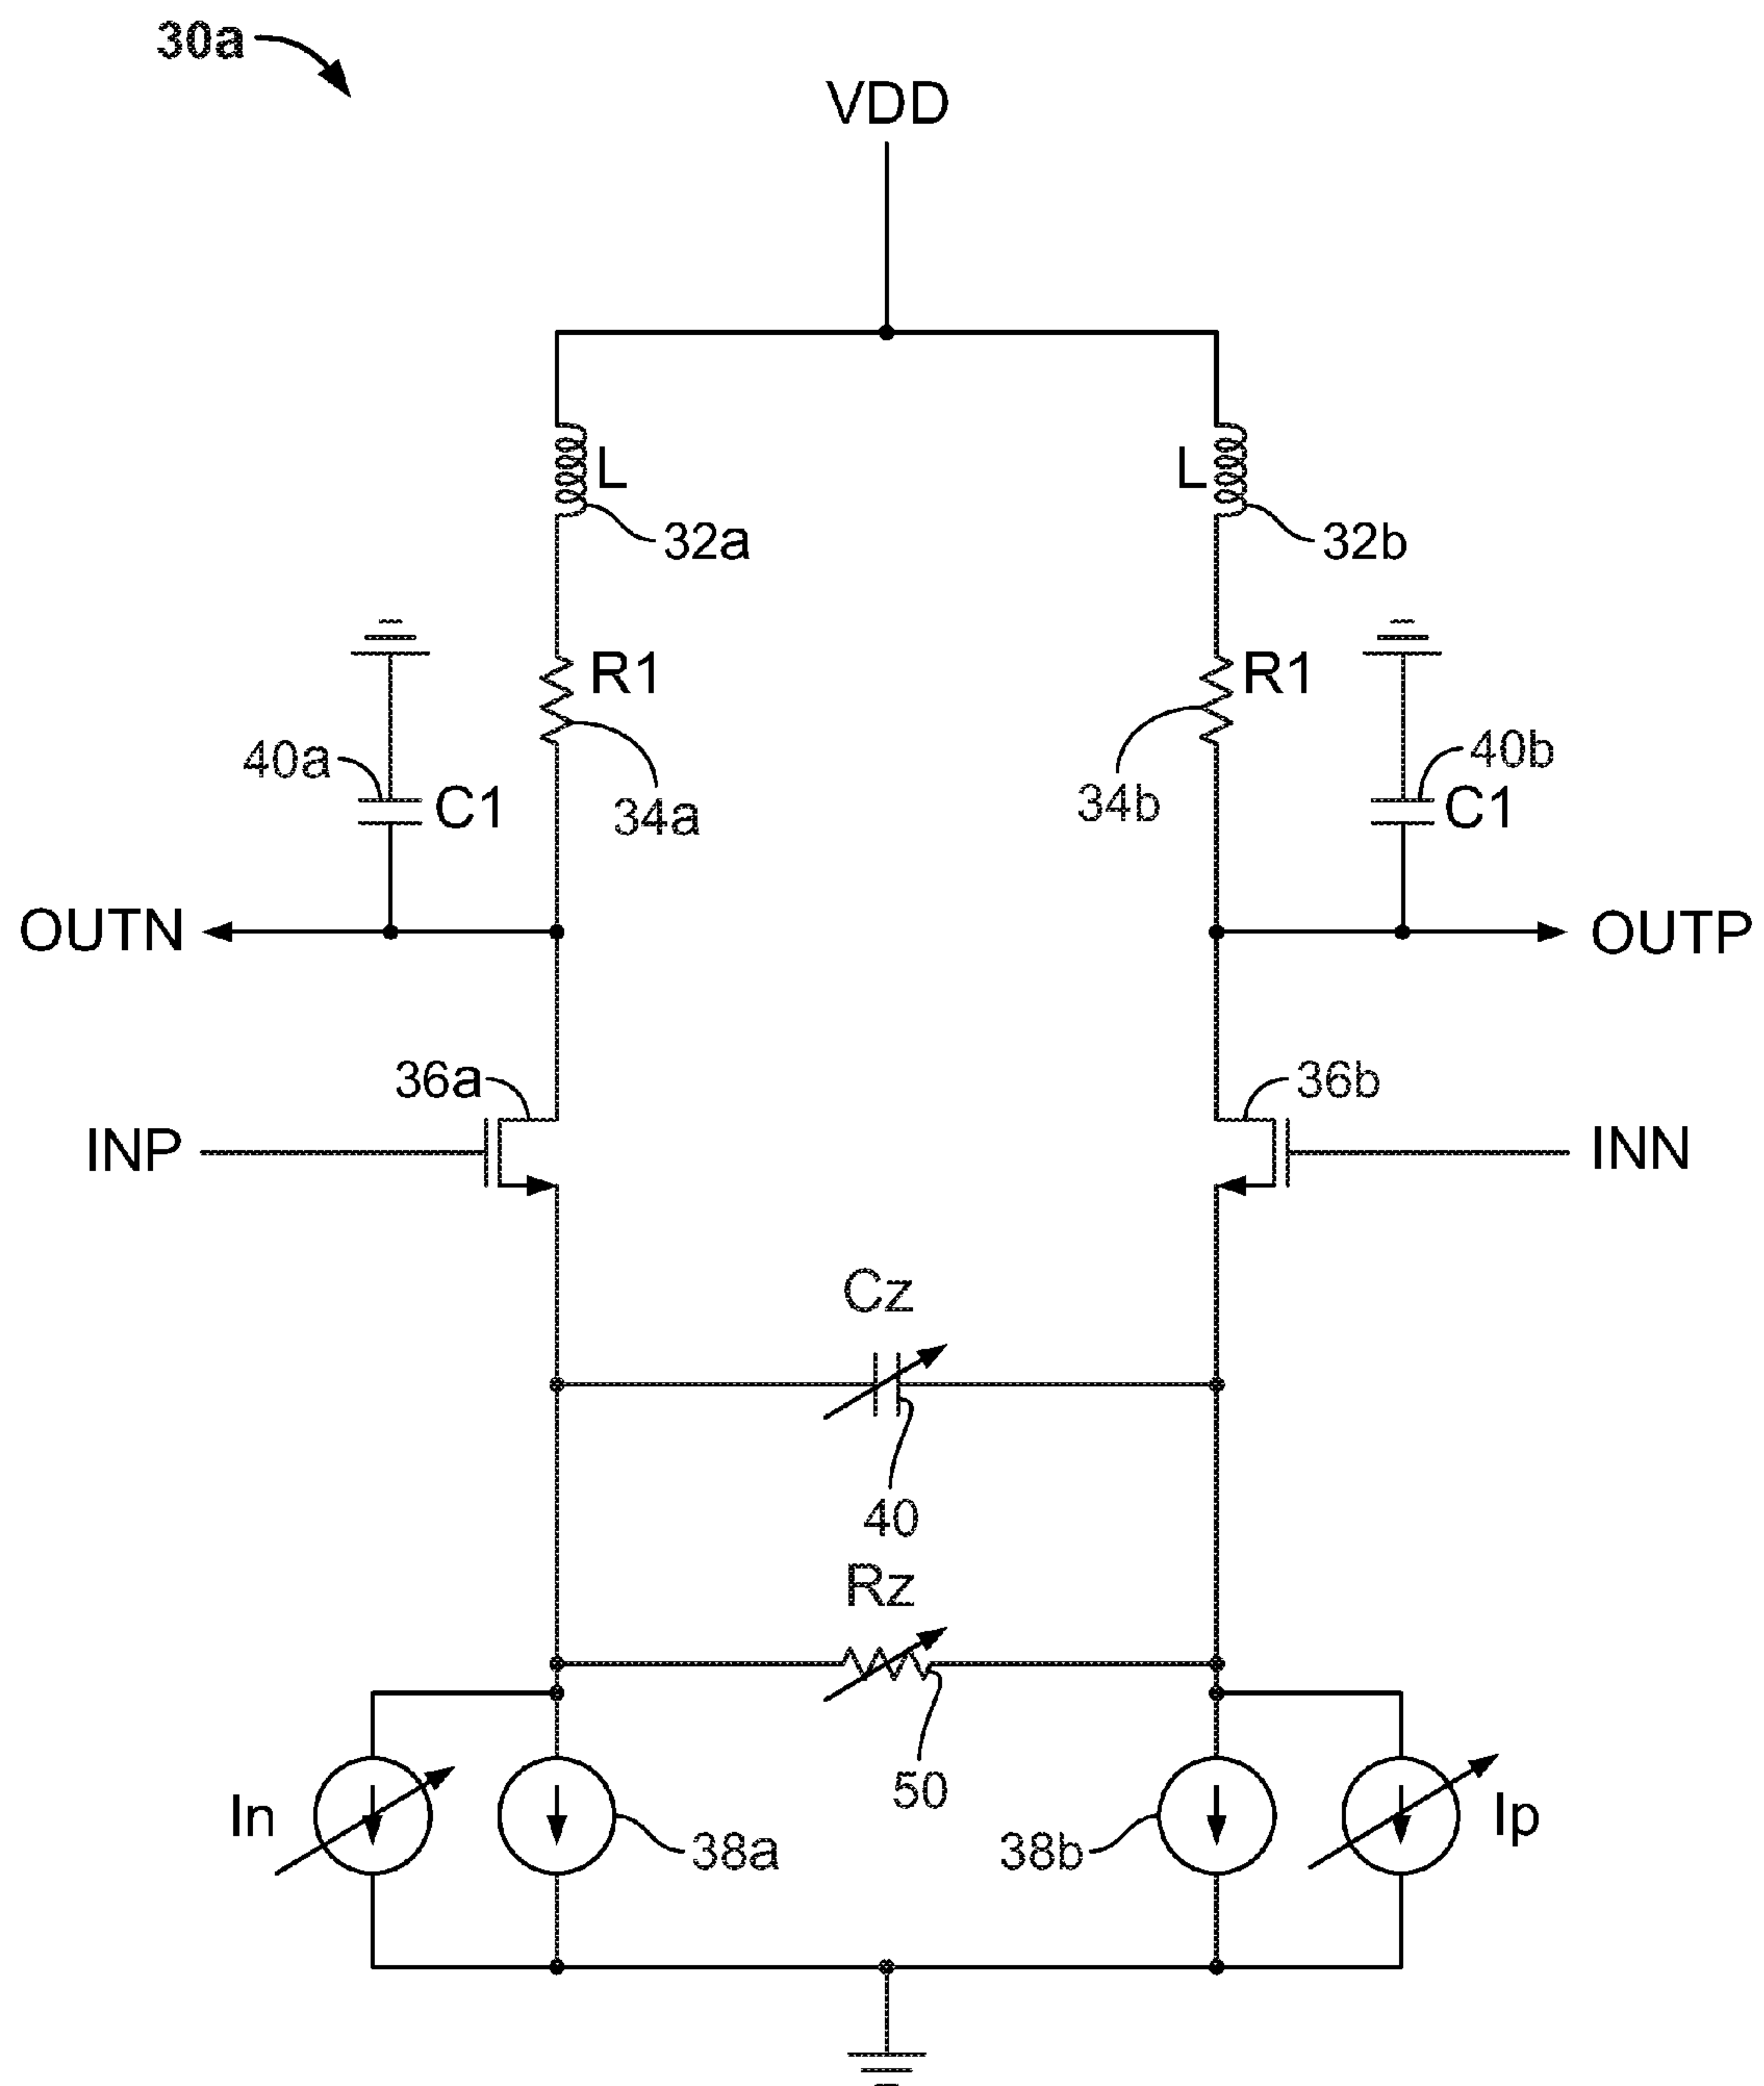 30a
VDD
L
L
32a
32b
R1
R1
40a
C1
34a
34b
C1
40b
OUTN
OUTP
36a
36b
INP
INN
Cz
40
Rz
50
In
38a
38b
Ip